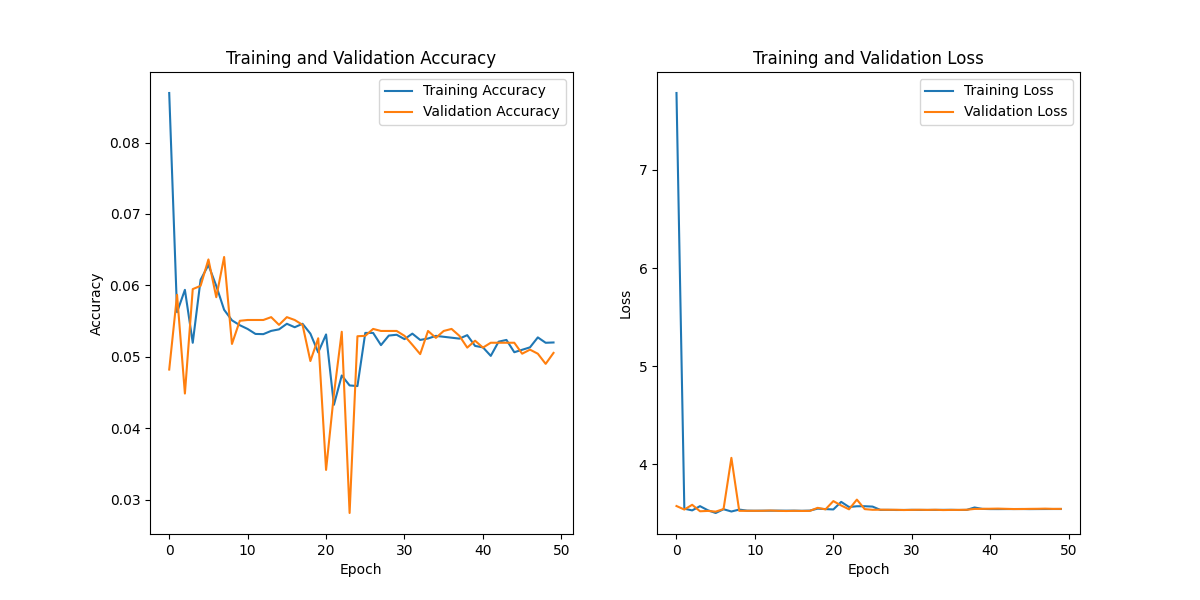 Training and Validation Accuracy
Training Accuracy
Validation Accuracy
0.08
0.07
0.06
0.05
0.04
0.03
Accuracy
0 10 20 30 40 50
Epoch
Training and Validation Loss
Training Loss
Validation Loss
7
6
5
4
Loss
0 10 20 30 40 50
Epoch